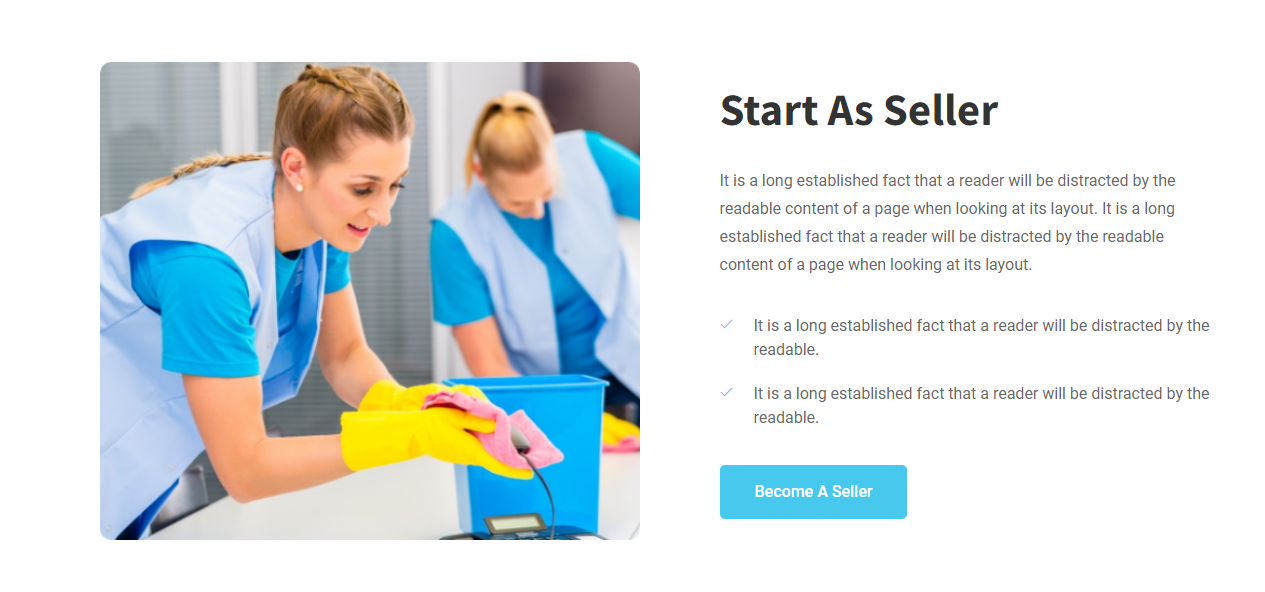 Start As Seller
It is a long established fact that a reader will be distracted by the
readable content of a page when looking at its layout. It is a long
established fact that a reader will be distracted by the readable
content of a page when looking at its layout.
It is a long established fact that a reader will be distracted by the
readable.
It is a long established fact that a reader will be distracted by the
readable.
Become A Seller